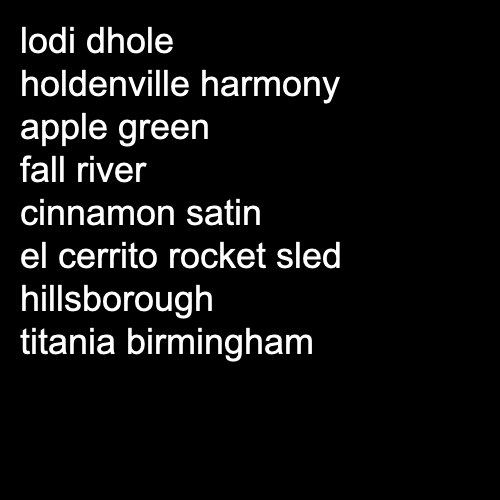 lodi dhole
holdenville harmony
apple green
fall river
cinnamon satin
el cerrito rocket sled
hillsborough
titania birmingham